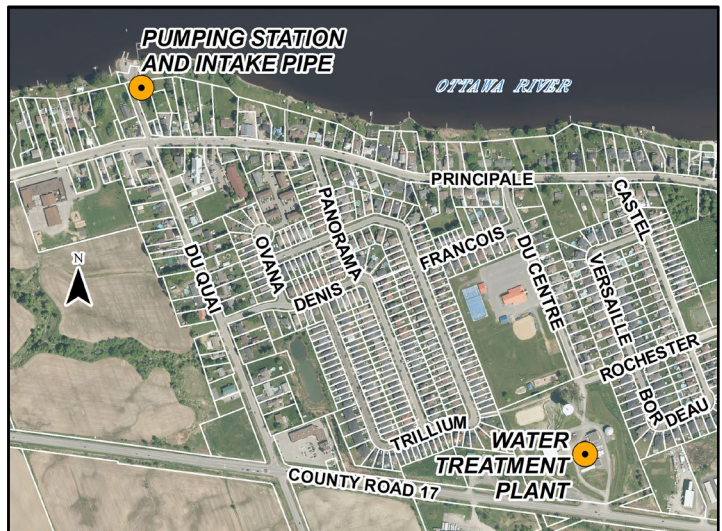 PUMPING STATION
AND INTAKE PIPE
OTTAWA RIVER
PRINCIPALE
CASTEL
PANORAMA
FRANCOIS
OVANA
DU QUAI
DU CENTRE
VERSAILLE
N
DENIS
ROCHESTER
BOR
DEAU
TRILLIUM
WATER
TREATMENT
PLANT
COUNTY ROAD 17